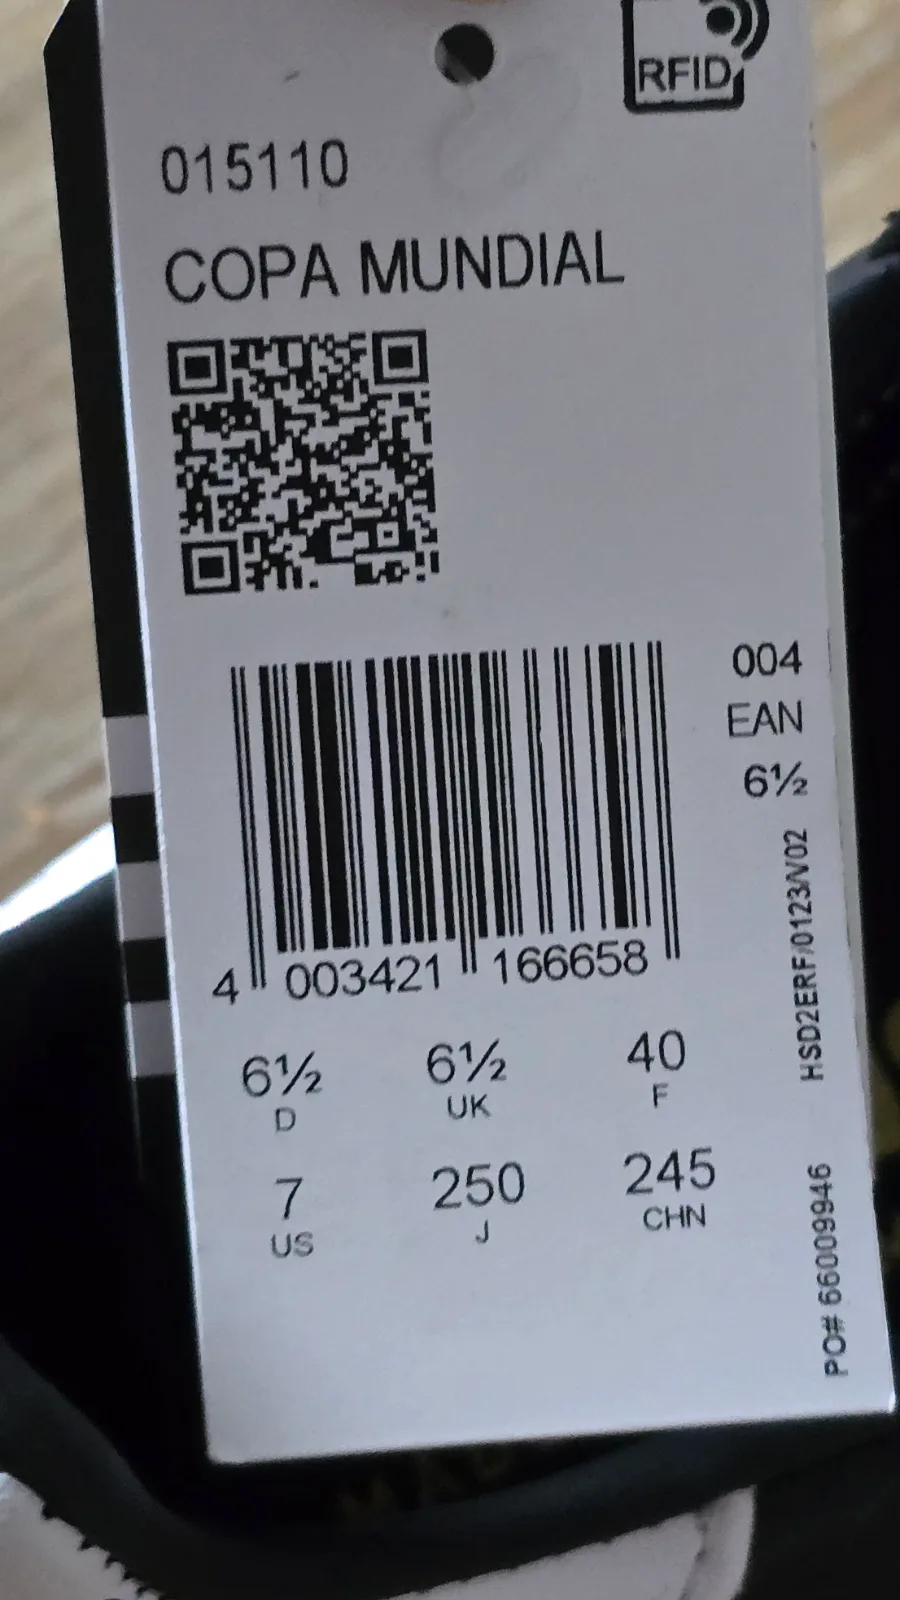 RFID
015110
COPA MUNDIAL
004
EAN
6½
4 003421 166658
6½ 6½ 40
D UK F
7 250 245
US J CHN
HSD2ERF/0123/V02
PO# 66009946